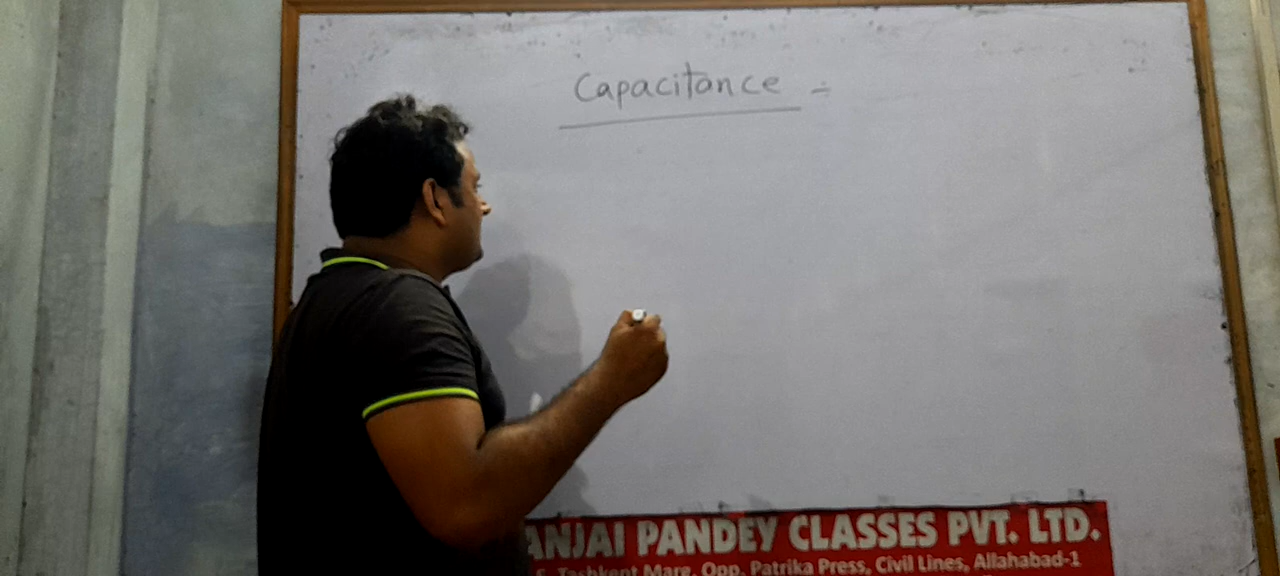 Capacitance ÷
ANJAI PANDEY CLASSES PVT. LTD.
Tashkent Marg, Opp. Patrika Press, Civil Lines, Allahabad-1